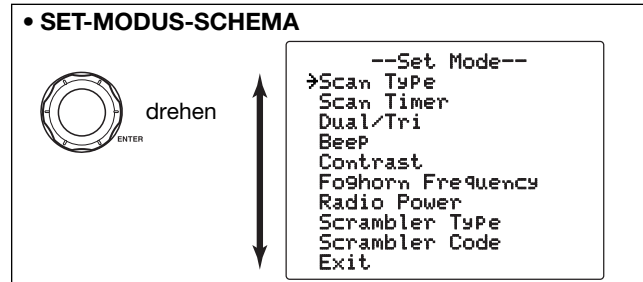 • SET-MODUS-SCHEMA
drehen
ENTER
--Set Mode--
→Scan Type
Scan Timer
Dual/Tri
Beep
Contrast
Foghorn Frequency
Radio Power
Scrambler Type
Scrambler Code
Exit